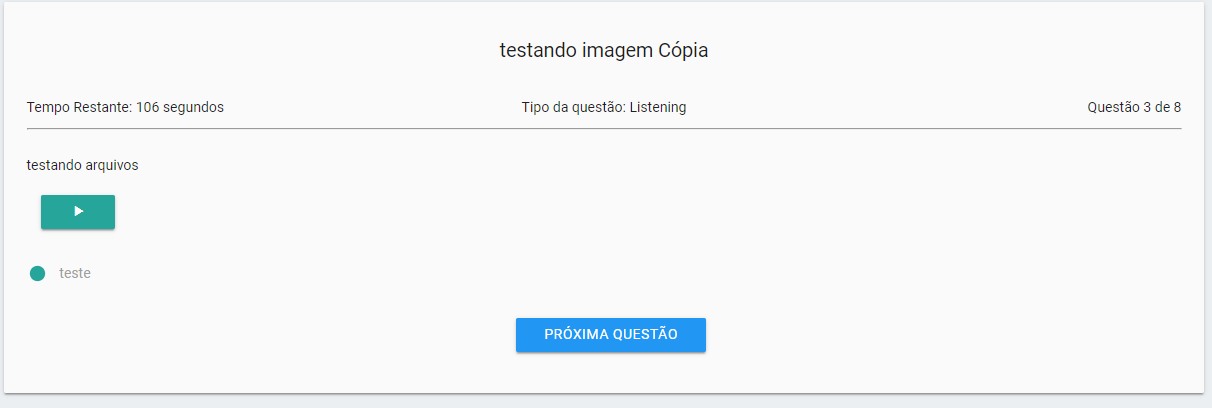 testando imagem Cópia
Tempo Restante: 106 segundos
Tipo da questão: Listening
Questão 3 de 8
testando arquivos
teste
PRÓXIMA QUESTÃO